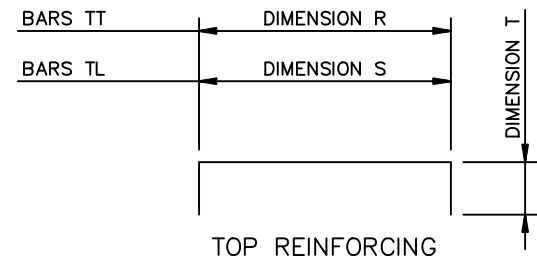 BARS TT DIMENSION R
BARS TL DIMENSION S
DIMENSION T
TOP REINFORCING